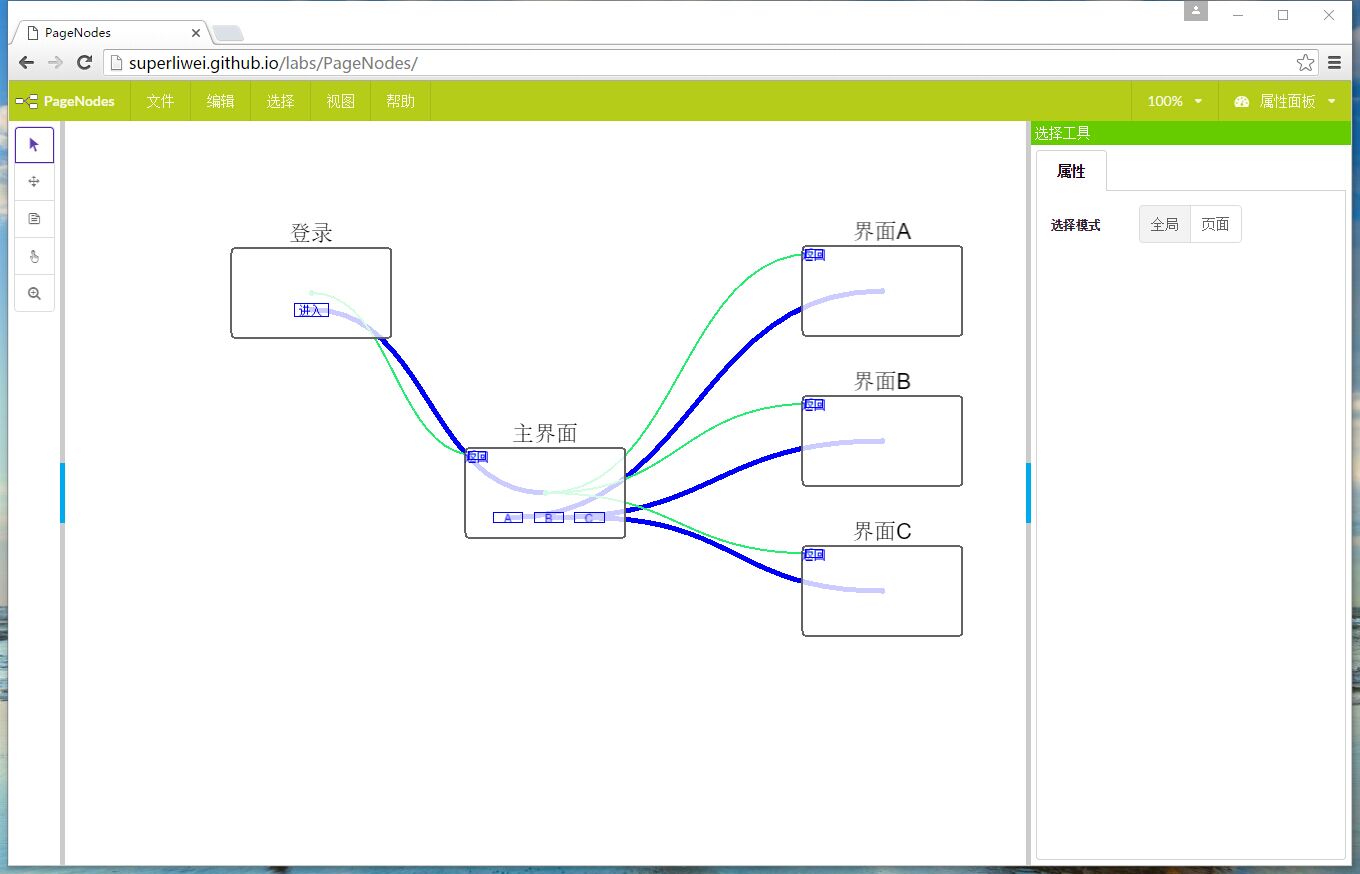 PageNodes
superliwei.github.io/labs/PageNodes/
PageNodes 文件 编辑 选择 视图 帮助 100% 属性面板
选择工具
属性
选择模式 全局 页面
登录
进入
主界面
返回
A B C
界面A
返回
界面B
返回
界面C
返回